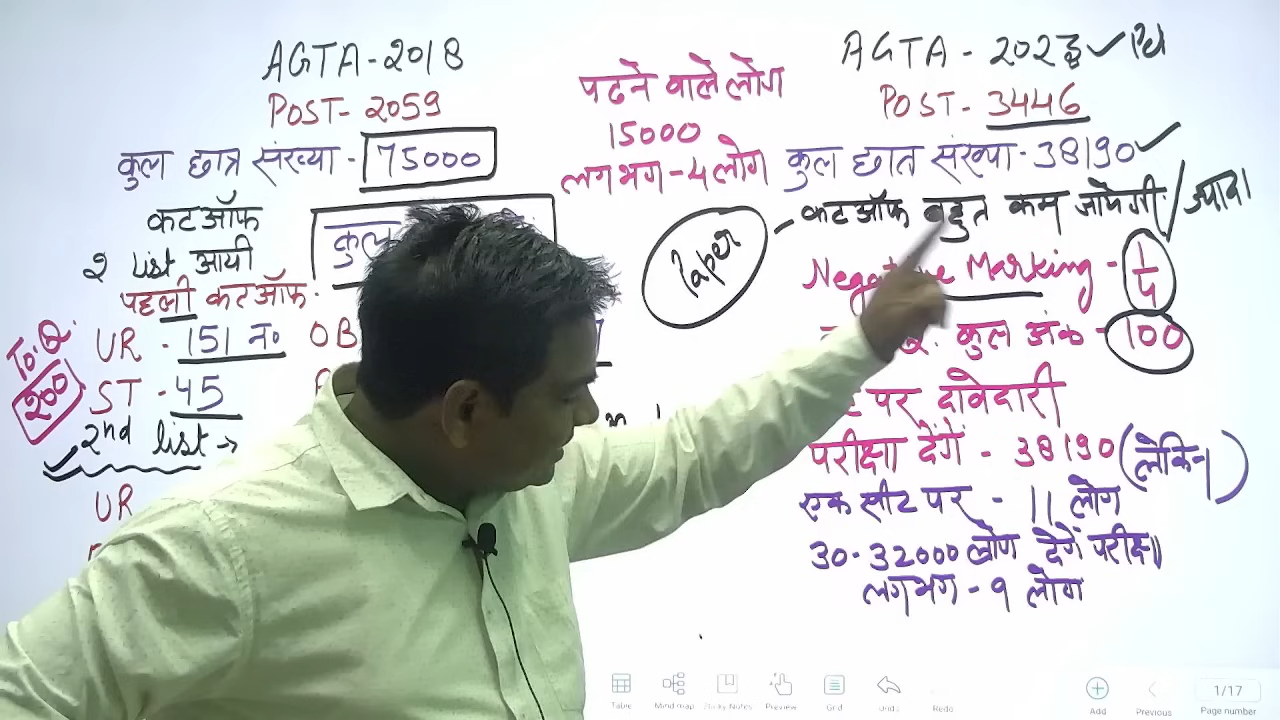 AGTA-2018
POST-2059
कुल छात्र संख्या - 75000
कटऑफ
2 list आयी
पहली कटऑफ
UR - 151 न०
OB
ST - 45
To. Q.
200
2nd list →
UR
कुल
पढने वाले लोग
15000
लगभग - 4 लोग
Paper
AGTA - 2023
POST - 3446
कुल छात संख्या - 38190
- कटऑफ बहुत कम जायेगी / ज्यादा
Negative Marking - 1/4
कुल अंक - 100
पर दावेदारी
परीक्षा देंगें - 38190 (लेकिन)
एक सीट पर - 11 लोग
30-32000 लोग देंगें परीक्षा
लगभग - 9 लोग
Table
Mind map
Sticky Notes
Preview
Grid
Undo
Redo
Add
Previous
1/17
Page number